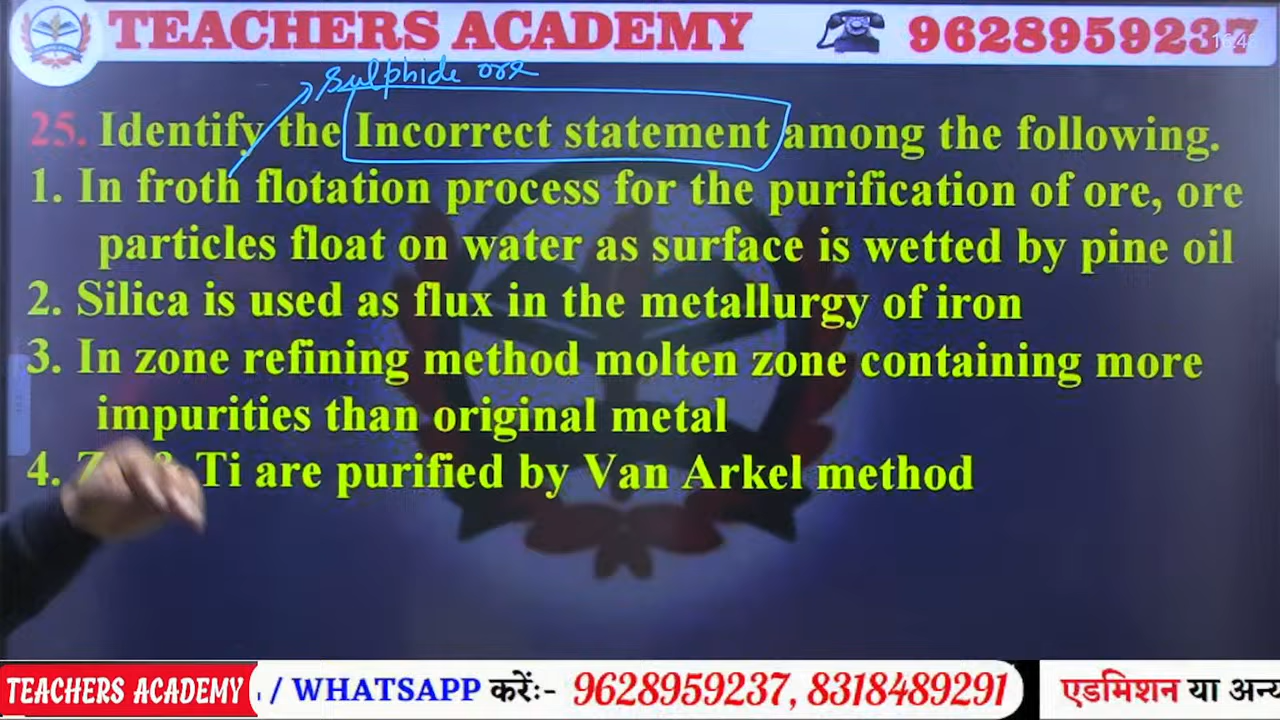 TEACHERS ACADEMY
9628959237
16:46
sulphide ore
25. Identify the Incorrect statement among the following.
1. In froth flotation process for the purification of ore, ore
particles float on water as surface is wetted by pine oil
2. Silica is used as flux in the metallurgy of iron
3. In zone refining method molten zone containing more
impurities than original metal
4. Ti are purified by Van Arkel method
TEACHERS ACADEMY / WHATSAPP करें:- 9628959237, 8318489291 एडमिशन या अन्य